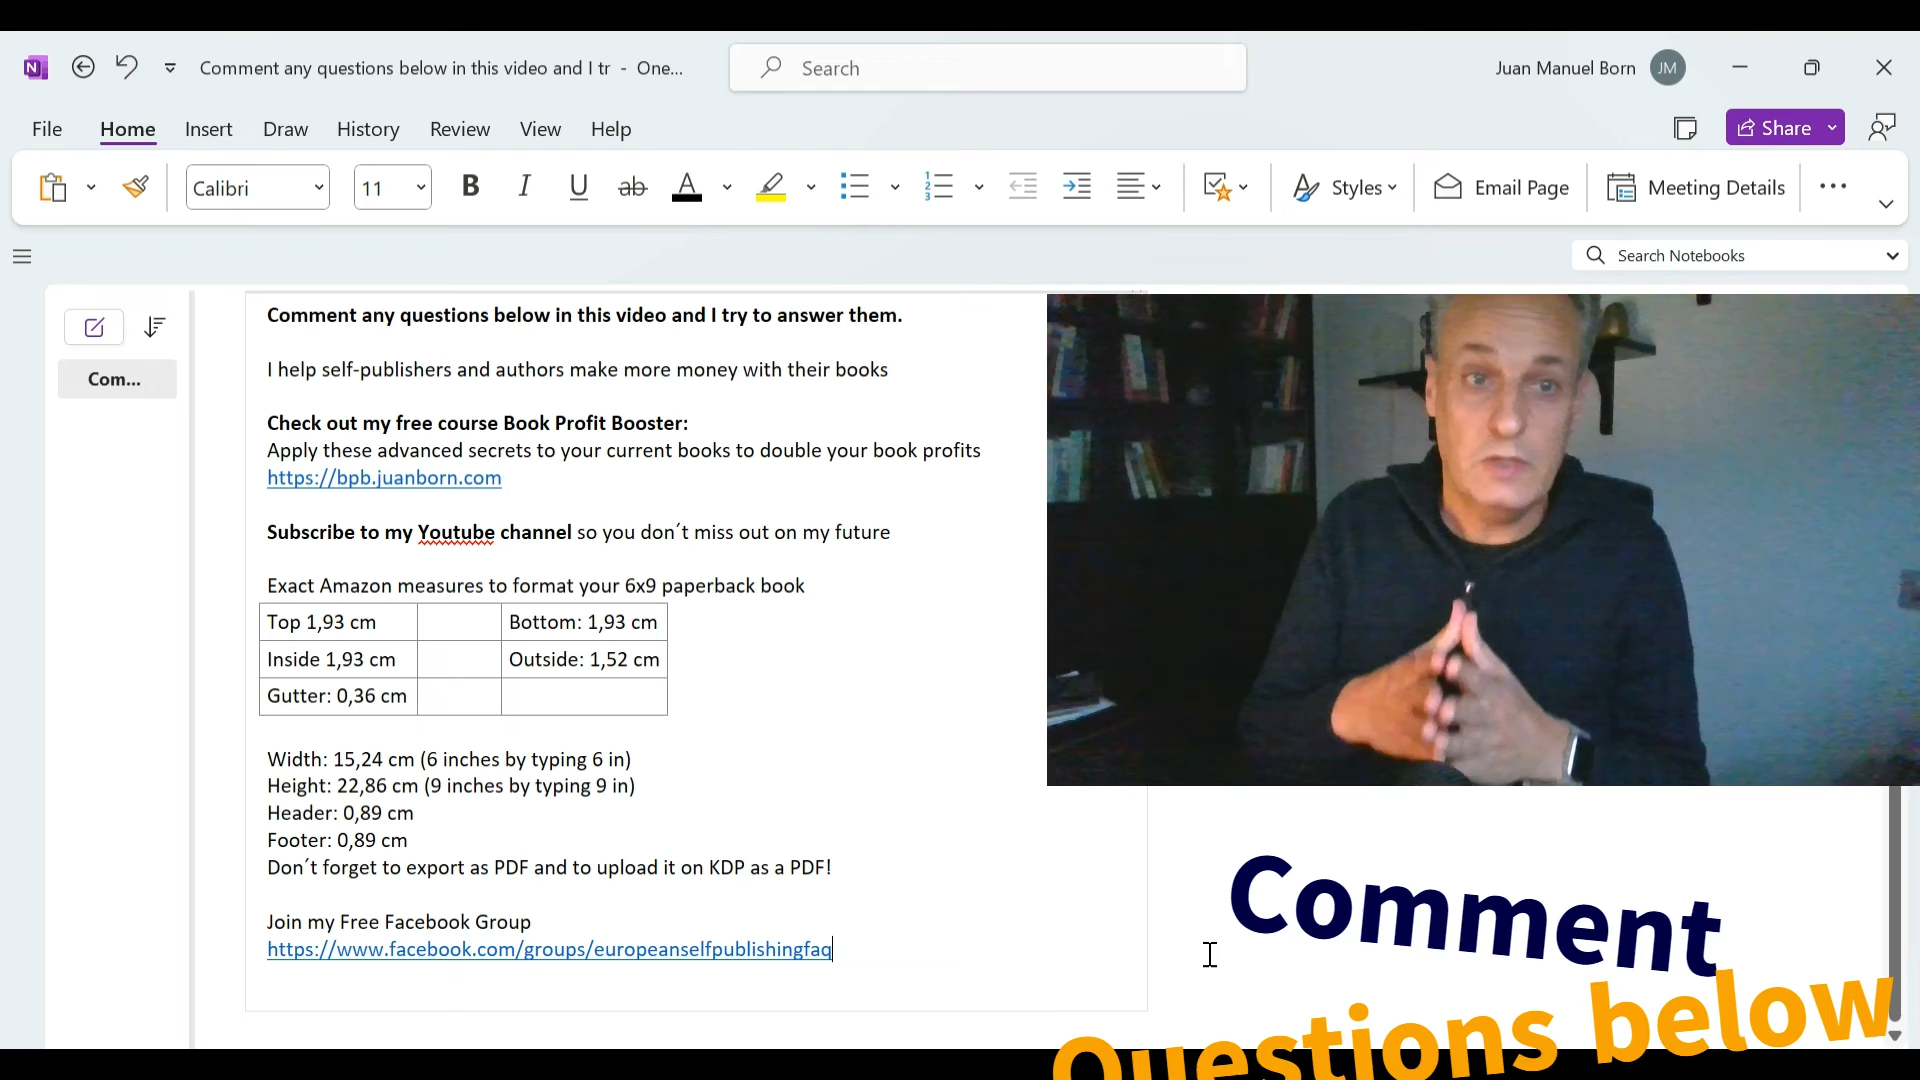 Comment any questions below in this video and I tr - One...
Search
Juan Manuel Born
JM
File
Home
Insert
Draw
History
Review
View
Help
Share
Calibri
11
B
I
U
ab
A
Styles
Email Page
Meeting Details
Search Notebooks
Com...
Comment any questions below in this video and I try to answer them.
I help self-publishers and authors make more money with their books
Check out my free course Book Profit Booster:
Apply these advanced secrets to your current books to double your book profits
https://bpb.juanborn.com
Subscribe to my Youtube channel so you don´t miss out on my future
Exact Amazon measures to format your 6x9 paperback book
Top 1,93 cm
Bottom: 1,93 cm
Inside 1,93 cm
Outside: 1,52 cm
Gutter: 0,36 cm
Width: 15,24 cm (6 inches by typing 6 in)
Height: 22,86 cm (9 inches by typing 9 in)
Header: 0,89 cm
Footer: 0,89 cm
Don´t forget to export as PDF and to upload it on KDP as a PDF!
Join my Free Facebook Group
https://www.facebook.com/groups/europeanselfpublishingfaq
Comment
Questions below